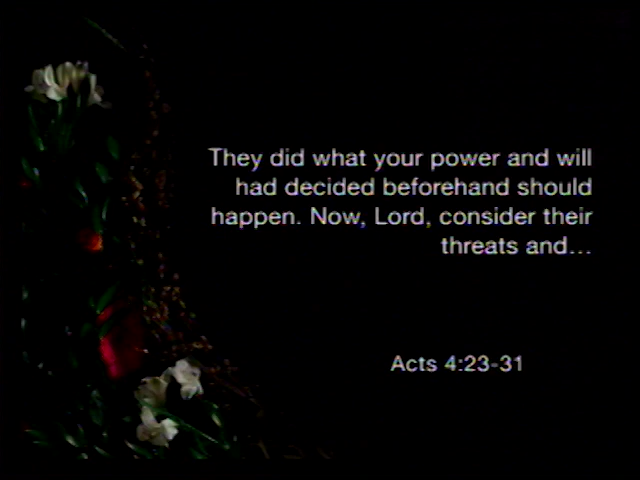 They did what your power and will
had decided beforehand should
happen. Now, Lord, consider their
threats and...
Acts 4:23-31